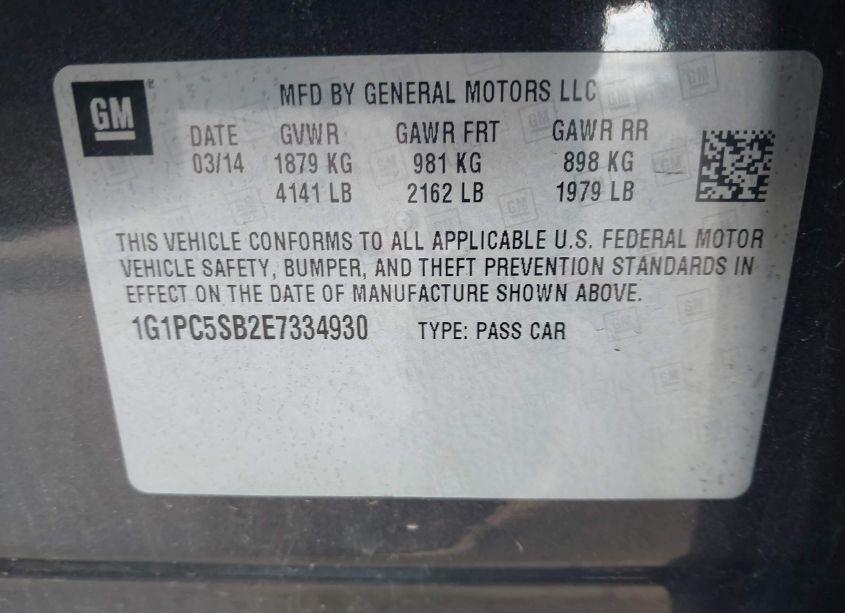 GM
MFD BY GENERAL MOTORS LLC
DATE GVWR GAWR FRT GAWR RR
03/14 1879 KG 981 KG 898 KG
4141 LB 2162 LB 1979 LB
THIS VEHICLE CONFORMS TO ALL APPLICABLE U.S. FEDERAL MOTOR
VEHICLE SAFETY, BUMPER, AND THEFT PREVENTION STANDARDS IN
EFFECT ON THE DATE OF MANUFACTURE SHOWN ABOVE.
1G1PC5SB2E7334930 TYPE: PASS CAR